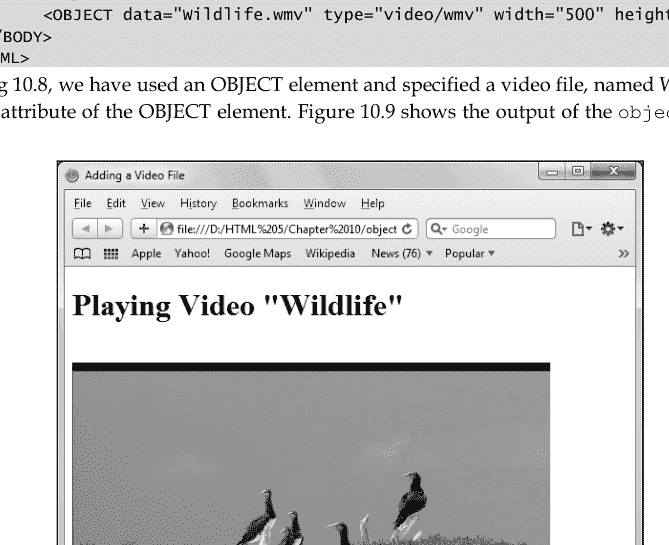 <OBJECT data="Wildlife.wmv" type="video/wmv" width="500" heigh
/BODY>
ML>
g 10.8, we have used an OBJECT element and specified a video file, named
attribute of the OBJECT element. Figure 10.9 shows the output of the obje
Adding a Video File
File Edit View History Bookmarks Window Help
file:///D:/HTML%205/Chapter%2010/object
Google
Apple Yahoo! Google Maps Wikipedia News (76) Popular
Playing Video "Wildlife"